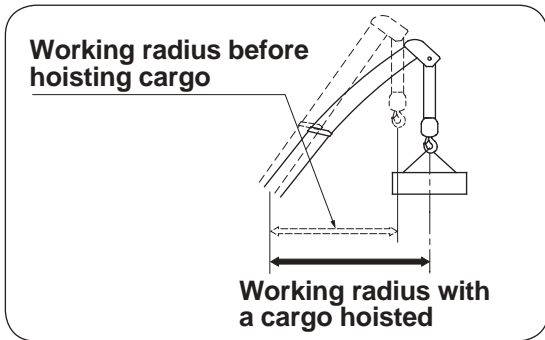 Working radius before
hoisting cargo
Working radius with
a cargo hoisted